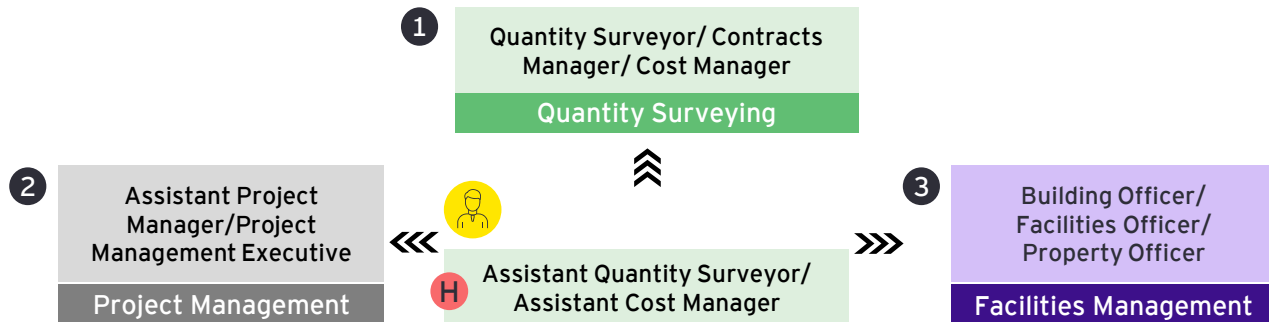 1
Quantity Surveyor/ Contracts
Manager/ Cost Manager
Quantity Surveying
2
Assistant Project
Manager/Project
Management Executive
Project Management
H
Assistant Quantity Surveyor/
Assistant Cost Manager
3
Building Officer/
Facilities Officer/
Property Officer
Facilities Management